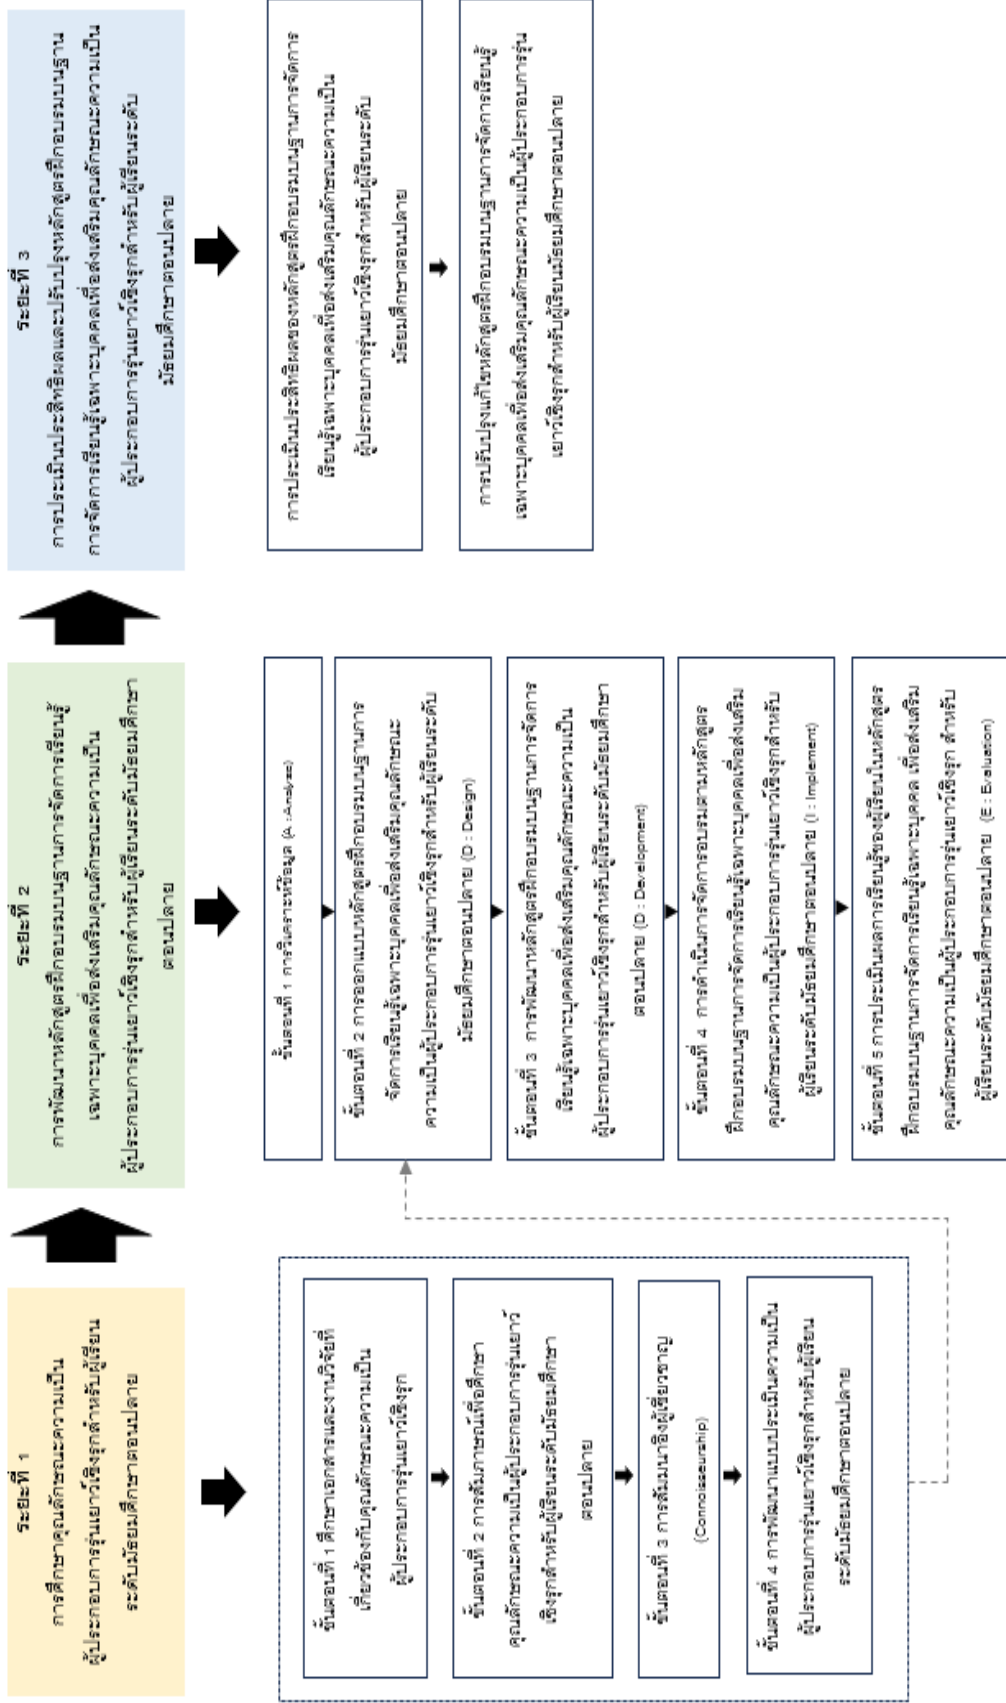 ระยะที่ 1
การศึกษาคุณลักษณะความเป็น
ผู้ประกอบการรุ่นเยาว์เชิงรุกสำหรับผู้เรียน
ระดับมัธยมศึกษาตอนปลาย
ขั้นตอนที่ 1 ศึกษาเอกสารและงานวิจัยที่
เกี่ยวข้องกับคุณลักษณะความเป็น
ผู้ประกอบการรุ่นเยาว์เชิงรุก
ขั้นตอนที่ 2 การสัมภาษณ์เพื่อศึกษา
คุณลักษณะความเป็นผู้ประกอบการรุ่นเยาว์
เชิงรุกสำหรับผู้เรียนระดับมัธยมศึกษา
ตอนปลาย
ขั้นตอนที่ 3 การสัมมนาอิงผู้เชี่ยวชาญ
(Connoisseurship)
ขั้นตอนที่ 4 การพัฒนาแบบประเมินความเป็น
ผู้ประกอบการรุ่นเยาว์เชิงรุกสำหรับผู้เรียน
ระดับมัธยมศึกษาตอนปลาย
ระยะที่ 2
การพัฒนาหลักสูตรฝึกอบรมบนฐานการจัดการเรียนรู้
เฉพาะบุคคลเพื่อส่งเสริมคุณลักษณะความเป็น
ผู้ประกอบการรุ่นเยาว์เชิงรุกสำหรับผู้เรียนระดับมัธยมศึกษา
ตอนปลาย
ขั้นตอนที่ 1 การวิเคราะห์ข้อมูล (A : Analyze)
ขั้นตอนที่ 2 การออกแบบหลักสูตรฝึกอบรมบนฐานการ
จัดการเรียนรู้เฉพาะบุคคลเพื่อส่งเสริมคุณลักษณะ
ความเป็นผู้ประกอบการรุ่นเยาว์เชิงรุกสำหรับผู้เรียนระดับ
มัธยมศึกษาตอนปลาย (D : Design)
ขั้นตอนที่ 3 การพัฒนาหลักสูตรฝึกอบรมบนฐานการจัดการ
เรียนรู้เฉพาะบุคคลเพื่อส่งเสริมคุณลักษณะความเป็น
ผู้ประกอบการรุ่นเยาว์เชิงรุกสำหรับผู้เรียนระดับมัธยมศึกษา
ตอนปลาย (D : Development)
ขั้นตอนที่ 4 การดำเนินการจัดการอบรมตามหลักสูตร
ฝึกอบรมบนฐานการจัดการเรียนรู้เฉพาะบุคคลเพื่อส่งเสริม
คุณลักษณะความเป็นผู้ประกอบการรุ่นเยาว์เชิงรุกสำหรับ
ผู้เรียนระดับมัธยมศึกษาตอนปลาย (I : Implement)
ขั้นตอนที่ 5 การประเมินผลการเรียนรู้ของผู้เรียนในหลักสูตร
ฝึกอบรมบนฐานการจัดการเรียนรู้เฉพาะบุคคล เพื่อส่งเสริม
คุณลักษณะความเป็นผู้ประกอบการรุ่นเยาว์เชิงรุก สำหรับ
ผู้เรียนระดับมัธยมศึกษาตอนปลาย (E : Evaluation)
ระยะที่ 3
การประเมินประสิทธิผลและปรับปรุงหลักสูตรฝึกอบรมบนฐาน
การจัดการเรียนรู้เฉพาะบุคคลเพื่อส่งเสริมคุณลักษณะความเป็น
ผู้ประกอบการรุ่นเยาว์เชิงรุกสำหรับผู้เรียนระดับ
มัธยมศึกษาตอนปลาย
การประเมินประสิทธิผลของหลักสูตรฝึกอบรมบนฐานการจัดการ
เรียนรู้เฉพาะบุคคลเพื่อส่งเสริมคุณลักษณะความเป็น
ผู้ประกอบการรุ่นเยาว์เชิงรุกสำหรับผู้เรียนระดับ
มัธยมศึกษาตอนปลาย
การปรับปรุงแก้ไขหลักสูตรฝึกอบรมบนฐานการจัดการเรียนรู้
เฉพาะบุคคลเพื่อส่งเสริมคุณลักษณะความเป็นผู้ประกอบการรุ่น
เยาว์เชิงรุกสำหรับผู้เรียนมัธยมศึกษาตอนปลาย